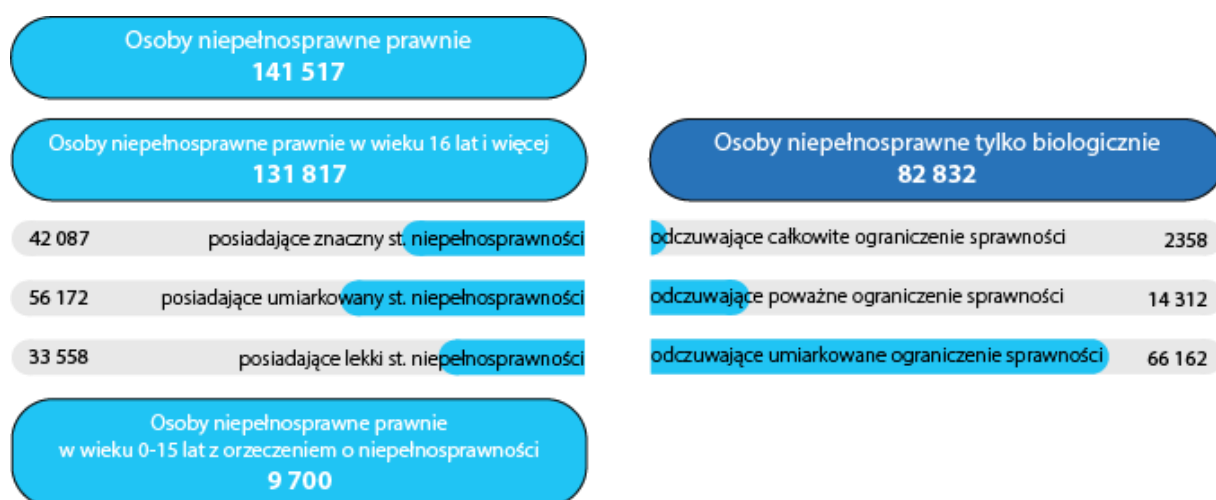 Osoby niepełnosprawne prawnie
141 517
Osoby niepełnosprawne prawnie w wieku 16 lat i więcej
131 817
42 087 posiadające znaczny st. niepełnosprawności
56 172 posiadające umiarkowany st. niepełnosprawności
33 558 posiadające lekki st. niepełnosprawności
Osoby niepełnosprawne prawnie
w wieku 0-15 lat z orzeczeniem o niepełnosprawności
9 700
Osoby niepełnosprawne tylko biologicznie
82 832
odczuwające całkowite ograniczenie sprawności 2358
odczuwające poważne ograniczenie sprawności 14 312
odczuwające umiarkowane ograniczenie sprawności 66 162